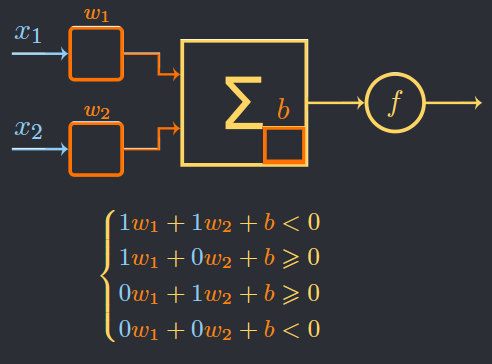 w₁
x₁
w₂
x₂
Σ
b
f
1w₁ + 1w₂ + b < 0
1w₁ + 0w₂ + b ⩾ 0
0w₁ + 1w₂ + b ⩾ 0
0w₁ + 0w₂ + b < 0